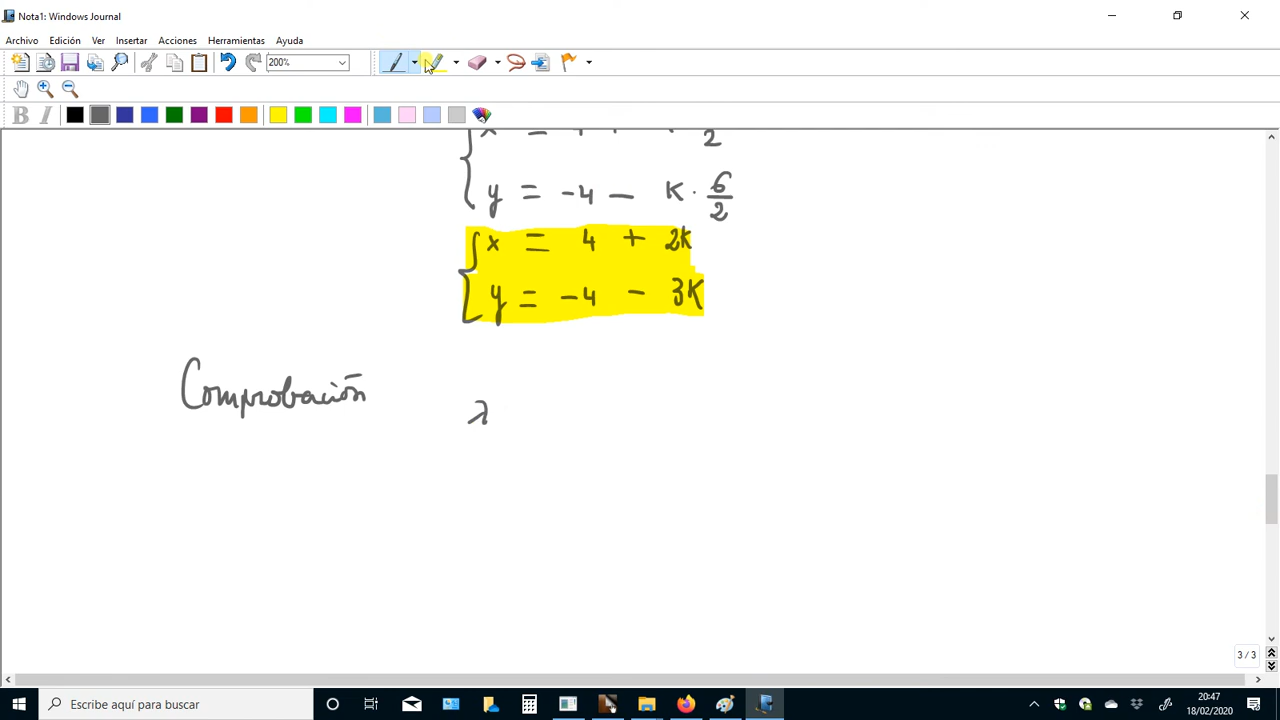 Nota1: Windows Journal
Archivo Edición Ver Insertar Acciones Herramientas Ayuda
200%
B I
2
y = -4 - K · 6/2
x = 4 + 2K
y = -4 - 3K
Comprobación
3 / 3
Escribe aquí para buscar
20:47
18/02/2020